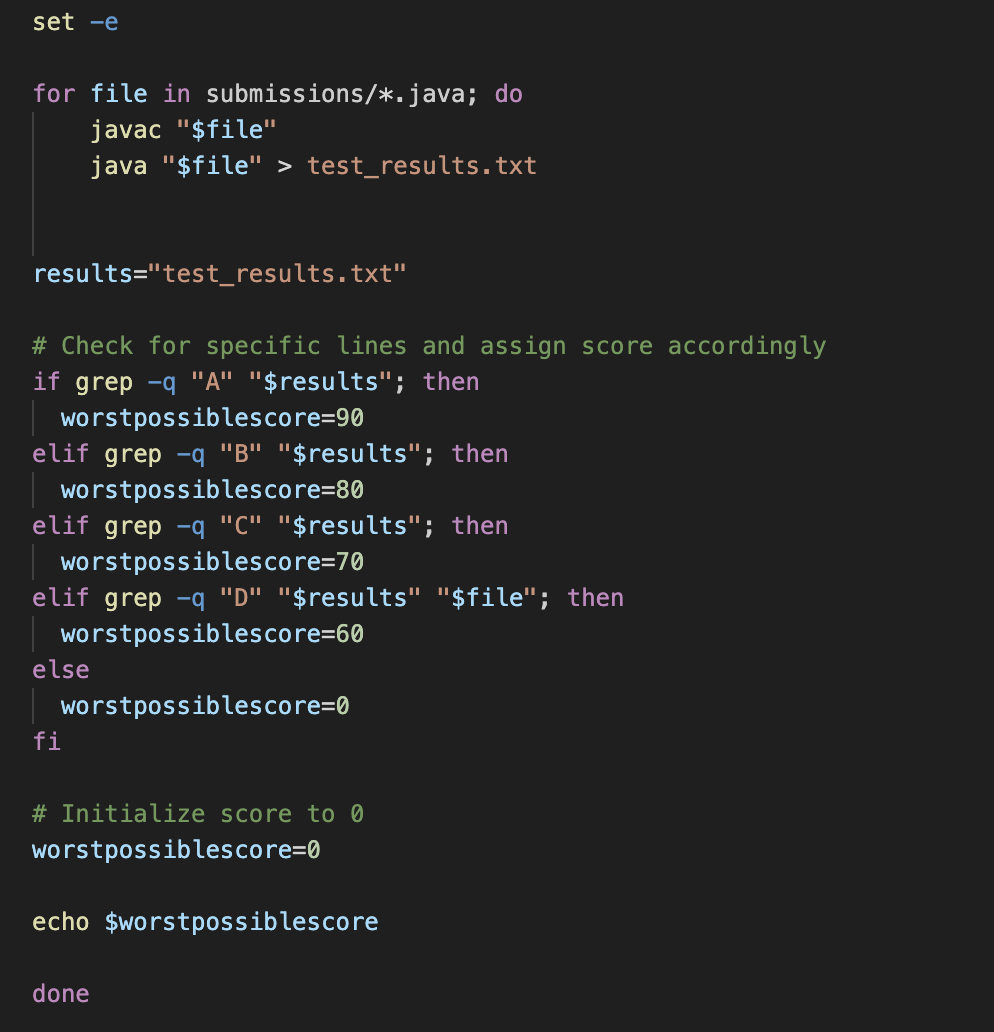 set -e
for file in submissions/*.java; do
    javac "$file"
    java "$file" > test_results.txt
results="test_results.txt"
# Check for specific lines and assign score accordingly
if grep -q "A" "$results"; then
  worstpossiblescore=90
elif grep -q "B" "$results"; then
  worstpossiblescore=80
elif grep -q "C" "$results"; then
  worstpossiblescore=70
elif grep -q "D" "$results" "$file"; then
  worstpossiblescore=60
else
  worstpossiblescore=0
fi
# Initialize score to 0
worstpossiblescore=0
echo $worstpossiblescore
done